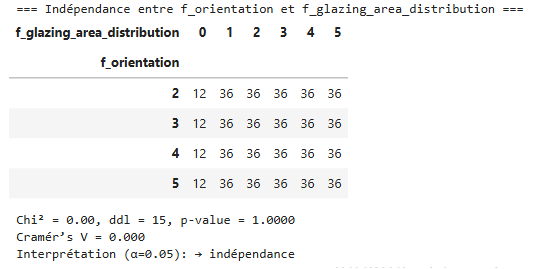 === Indépendance entre f_orientation et f_glazing_area_distribution ===
f_glazing_area_distribution 0 1 2 3 4 5
f_orientation
2 12 36 36 36 36 36
3 12 36 36 36 36 36
4 12 36 36 36 36 36
5 12 36 36 36 36 36
Chi² = 0.00, ddl = 15, p-value = 1.0000
Cramér’s V = 0.000
Interprétation (α=0.05): → indépendance